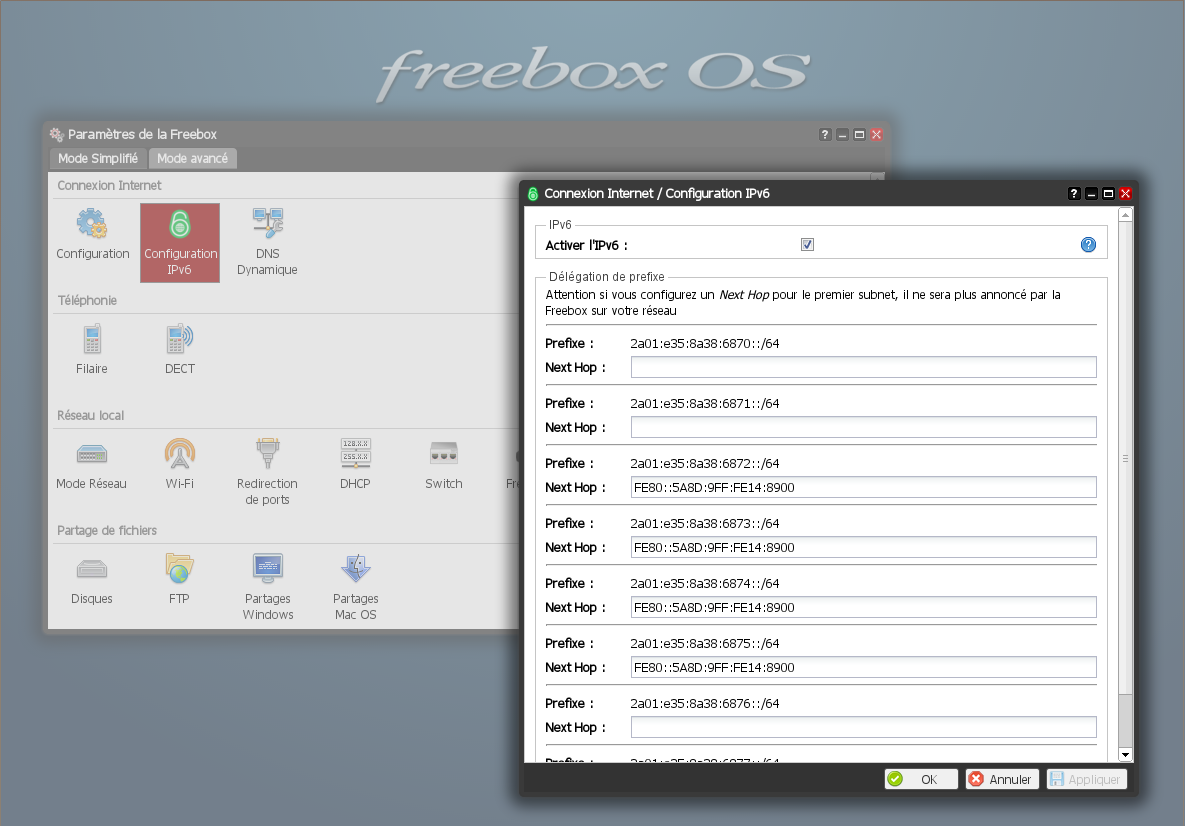 freebox OS
Paramètres de la Freebox
Mode Simplifié
Mode avancé
Connexion Internet
Configuration
Configuration
IPv6
DNS
Dynamique
Téléphonie
Filaire
DECT
Réseau local
Mode Réseau
Wi-Fi
Redirection
de ports
128.X.X
255.X.X
DHCP
Switch
Partage de fichiers
Disques
FTP
Partages
Windows
Partages
Mac OS
Connexion Internet / Configuration IPv6
IPv6
Activer l'IPv6 :
Délégation de prefixe
Attention si vous configurez un Next Hop pour le premier subnet, il ne sera plus annoncé par la
Freebox sur votre réseau
Prefixe : 2a01:e35:8a38:6870::/64
Next Hop :
Prefixe : 2a01:e35:8a38:6871::/64
Next Hop :
Prefixe : 2a01:e35:8a38:6872::/64
Next Hop : FE80::5A8D:9FF:FE14:8900
Prefixe : 2a01:e35:8a38:6873::/64
Next Hop : FE80::5A8D:9FF:FE14:8900
Prefixe : 2a01:e35:8a38:6874::/64
Next Hop : FE80::5A8D:9FF:FE14:8900
Prefixe : 2a01:e35:8a38:6875::/64
Next Hop : FE80::5A8D:9FF:FE14:8900
Prefixe : 2a01:e35:8a38:6876::/64
Next Hop :
Prefixe : 2a01:e35:8a38:6877::/64
OK
Annuler
Appliquer